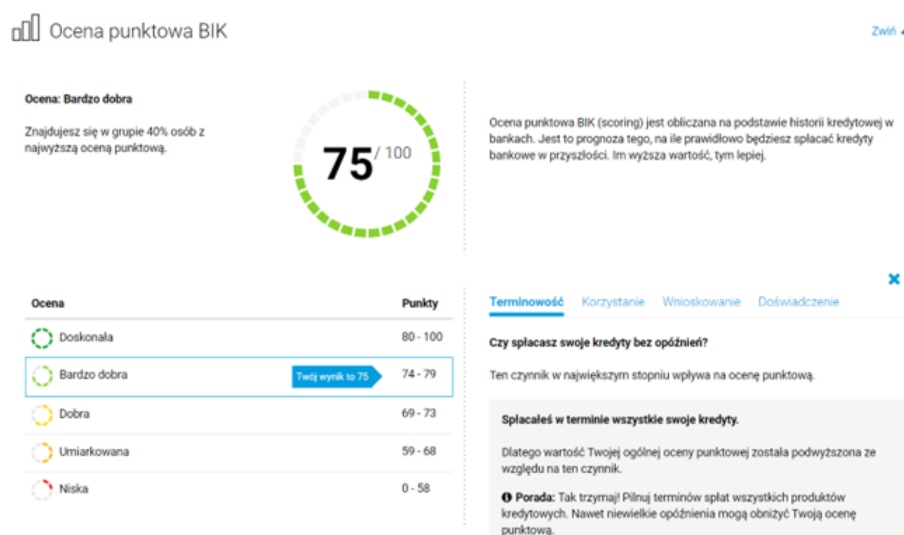 Ocena punktowa BIK
Zwiń
Ocena: Bardzo dobra
Znajdujesz się w grupie 40% osób z
najwyższą oceną punktową.
75 / 100
Ocena punktowa BIK (scoring) jest obliczana na podstawie historii kredytowej w
bankach. Jest to prognoza tego, na ile prawidłowo będziesz spłacać kredyty
bankowe w przyszłości. Im wyższa wartość, tym lepiej.
Ocena Punkty
Doskonała 80 - 100
Bardzo dobra Twój wynik to 75 74 - 79
Dobra 69 - 73
Umiarkowana 59 - 68
Niska 0 - 58
Terminowość Korzystanie Wnioskowanie Doświadczenie
Czy spłacasz swoje kredyty bez opóźnień?
Ten czynnik w największym stopniu wpływa na ocenę punktową.
Spłacałeś w terminie wszystkie swoje kredyty.
Dlatego wartość Twojej ogólnej oceny punktowej została podwyższona ze
względu na ten czynnik.
Porada: Tak trzymaj! Pilnuj terminów spłat wszystkich produktów
kredytowych. Nawet niewielkie opóźnienia mogą obniżyć Twoją ocenę
punktową.